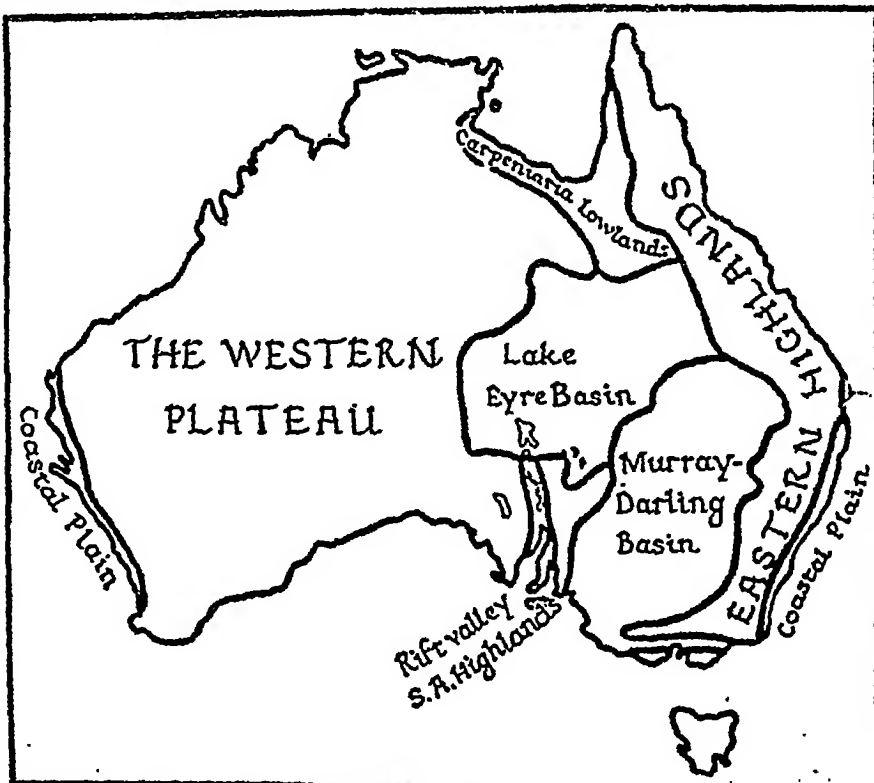 Carpentaria Lowlands
EASTERN HIGHLANDS
THE WESTERN
PLATEAU
Lake
Eyre Basin
Murray-
Darling
Basin
Coastal Plain
Coastal Plain
Rift valley
S.A. Highlands